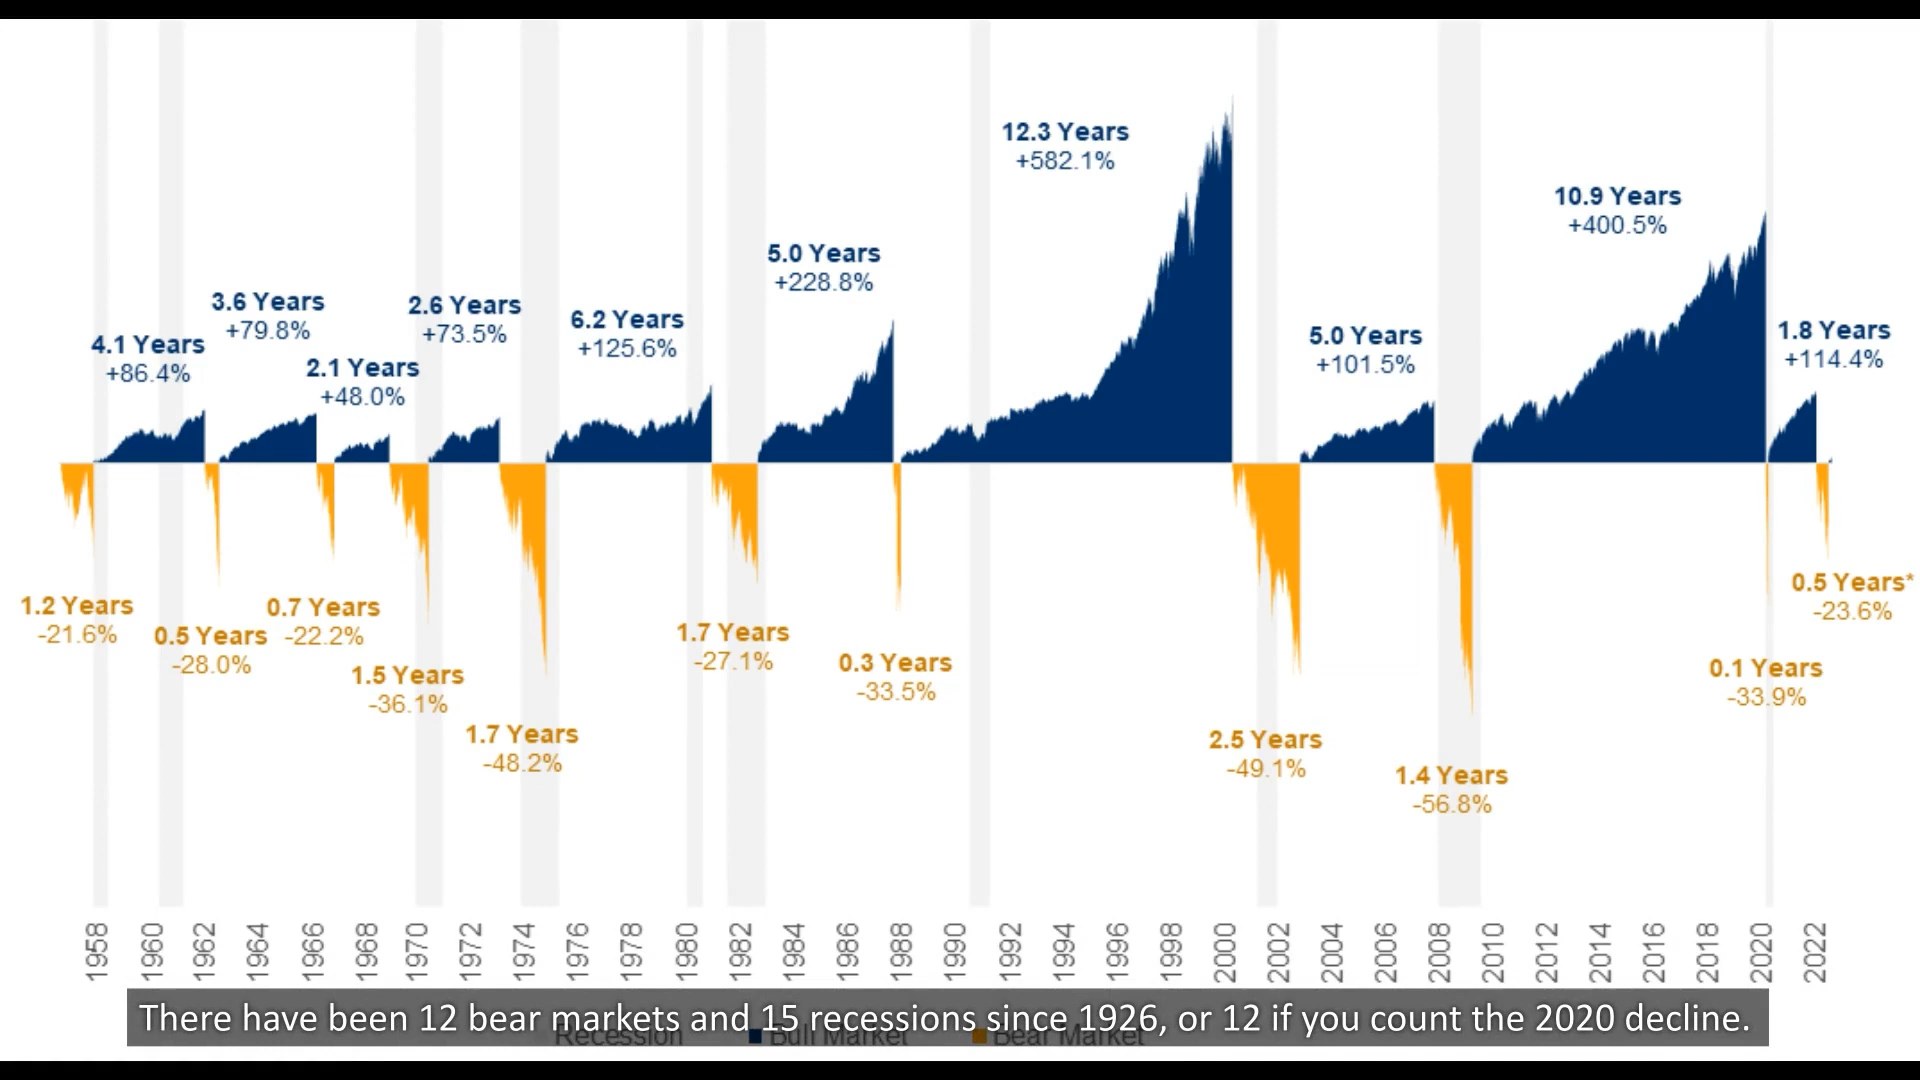 12.3 Years
+582.1%
10.9 Years
+400.5%
5.0 Years
+228.8%
3.6 Years
+79.8%
2.6 Years
+73.5%
6.2 Years
+125.6%
4.1 Years
+86.4%
2.1 Years
+48.0%
5.0 Years
+101.5%
1.8 Years
+114.4%
1.2 Years
-21.6%
0.5 Years
-28.0%
0.7 Years
-22.2%
1.5 Years
-36.1%
1.7 Years
-48.2%
1.7 Years
-27.1%
0.3 Years
-33.5%
2.5 Years
-49.1%
1.4 Years
-56.8%
0.1 Years
-33.9%
0.5 Years*
-23.6%
1958
1960
1962
1964
1966
1968
1970
1972
1974
1976
1978
1980
1982
1984
1986
1988
1990
1992
1994
1996
1998
2000
2002
2004
2006
2008
2010
2012
2014
2016
2018
2020
2022
There have been 12 bear markets and 15 recessions since 1926, or 12 if you count the 2020 decline.
Recession
Bull Market
Bear Market